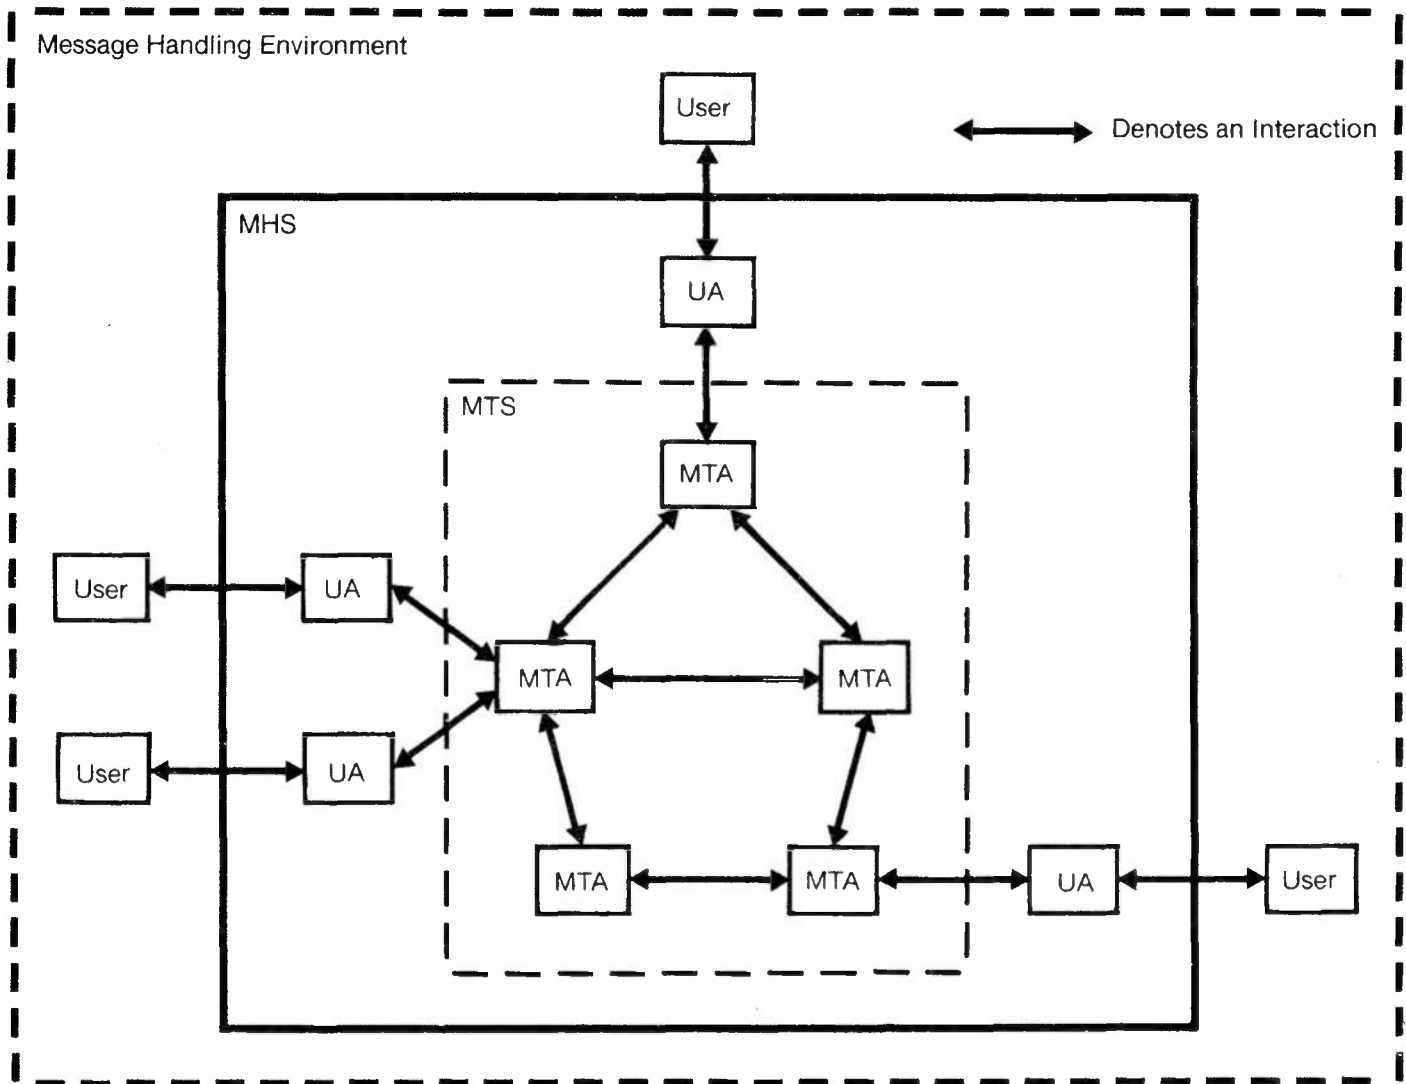 Message Handling Environment
User
Denotes an Interaction
MHS
UA
MTS
MTA
User
UA
MTA
MTA
User
UA
MTA
MTA
UA
User